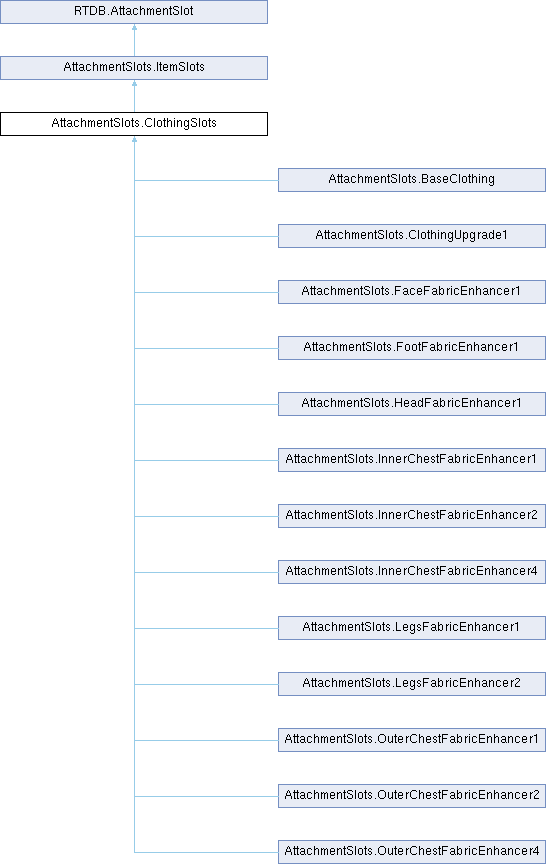 RTDB.AttachmentSlot
AttachmentSlots.ItemSlots
AttachmentSlots.ClothingSlots
AttachmentSlots.BaseClothing
AttachmentSlots.ClothingUpgrade1
AttachmentSlots.FaceFabricEnhancer1
AttachmentSlots.FootFabricEnhancer1
AttachmentSlots.HeadFabricEnhancer1
AttachmentSlots.InnerChestFabricEnhancer1
AttachmentSlots.InnerChestFabricEnhancer2
AttachmentSlots.InnerChestFabricEnhancer4
AttachmentSlots.LegsFabricEnhancer1
AttachmentSlots.LegsFabricEnhancer2
AttachmentSlots.OuterChestFabricEnhancer1
AttachmentSlots.OuterChestFabricEnhancer2
AttachmentSlots.OuterChestFabricEnhancer4